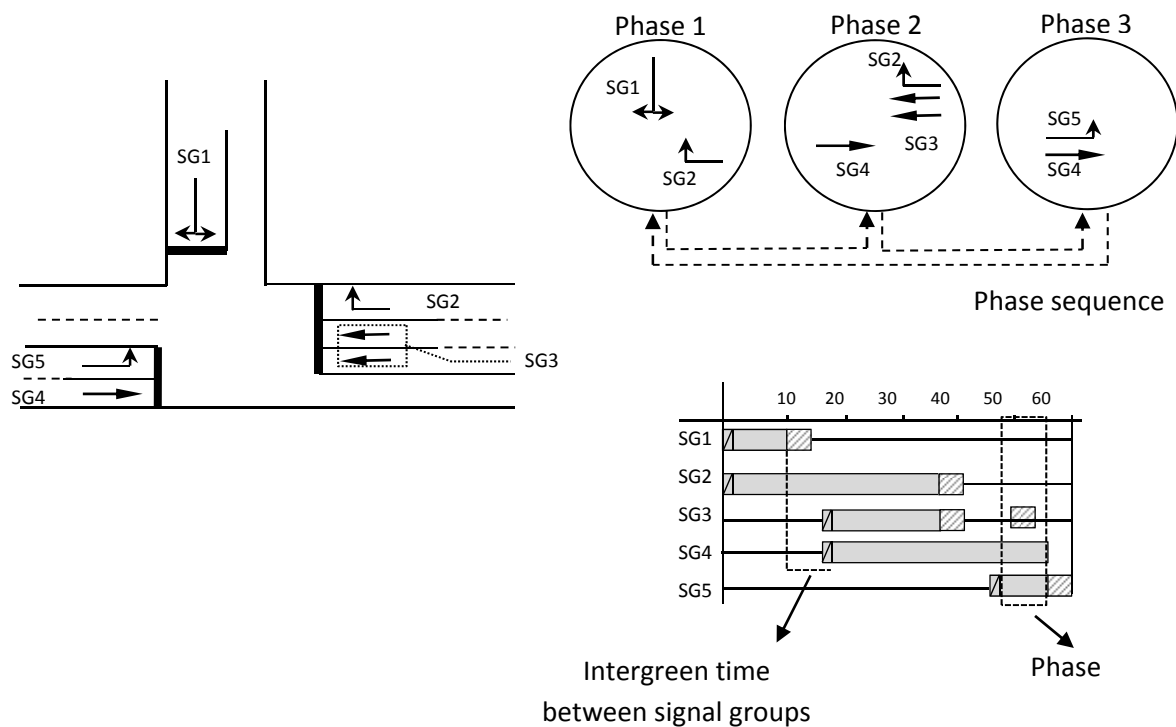 Phase 1 Phase 2 Phase 3
SG1
SG2
SG2
SG3
SG4
SG5
SG4
Phase sequence
SG1
SG2
SG3
SG5
SG4
10 20 30 40 50 60
SG1
SG2
SG3
SG4
SG5
Intergreen time
between signal groups
Phase